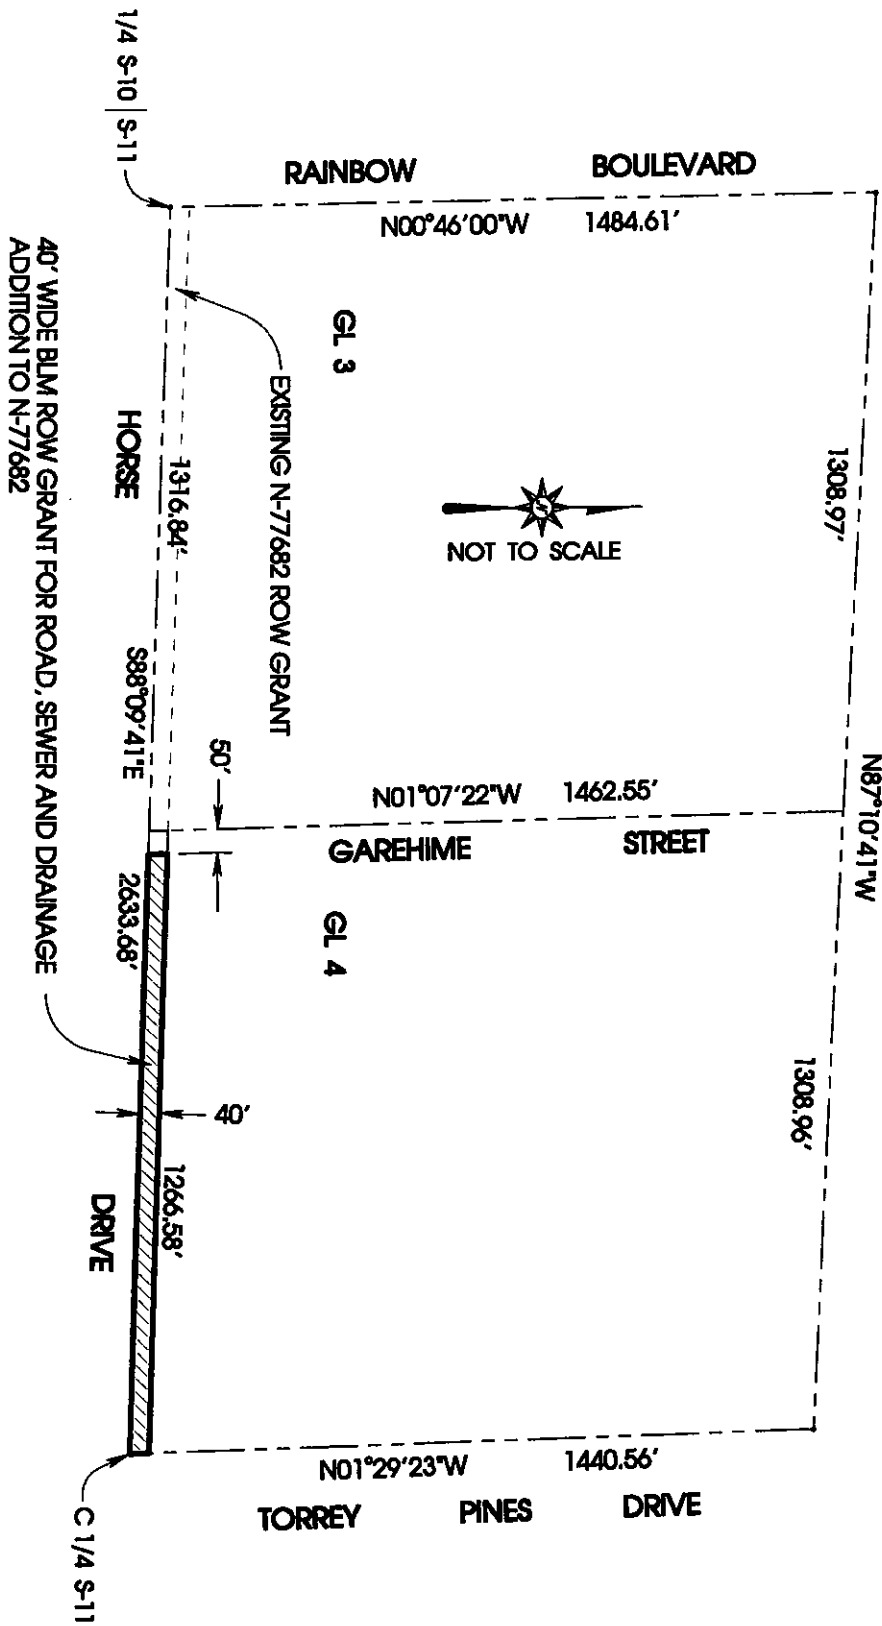 1/4 S-10 | S-11
RAINBOW BOULEVARD
N00°46'00"W 1484.61'
GL 3
EXISTING N-77682 ROW GRANT
1308.97'
N87°10'41"W
NOT TO SCALE
HORSE
1316.84'
S88°09'41"E
40' WIDE BLM ROW GRANT FOR ROAD, SEWER AND DRAINAGE
ADDITION TO N-77682
50'
N01°07'22"W 1462.55'
GAREHIME STREET
GL 4
2633.68'
1308.96'
40'
1266.58'
DRIVE
N01°29'23"W 1440.56'
TORREY PINES DRIVE
C 1/4 S-11